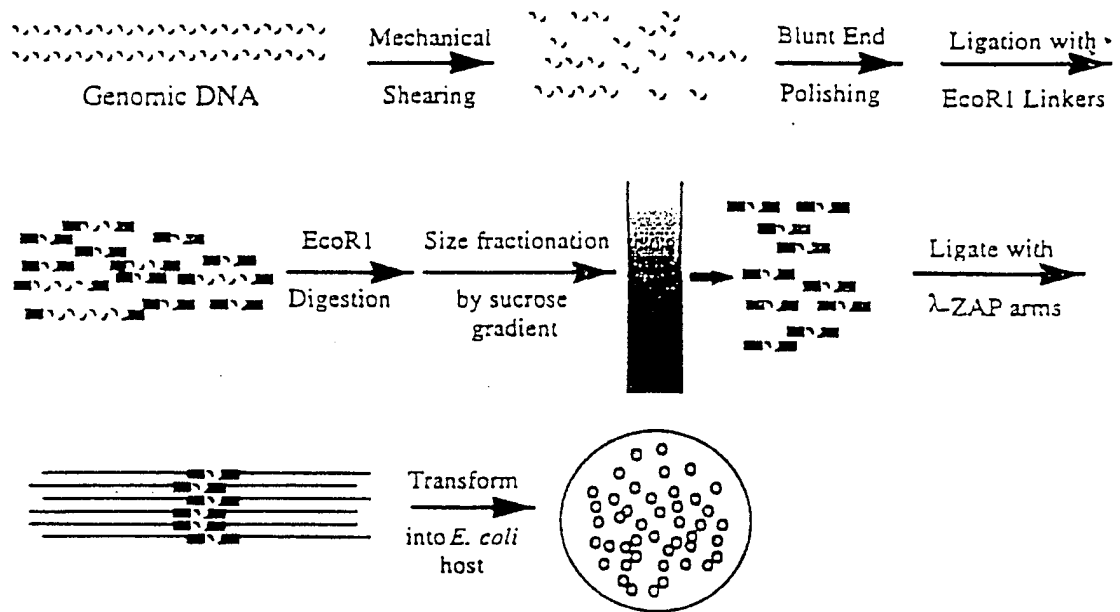 Mechanical
Shearing
Genomic DNA
Blunt End
Polishing
Ligation with
EcoR1 Linkers
EcoR1
Digestion
Size fractionation
by sucrose
gradient
Ligate with
λ-ZAP arms
Transform
into E. coli
host